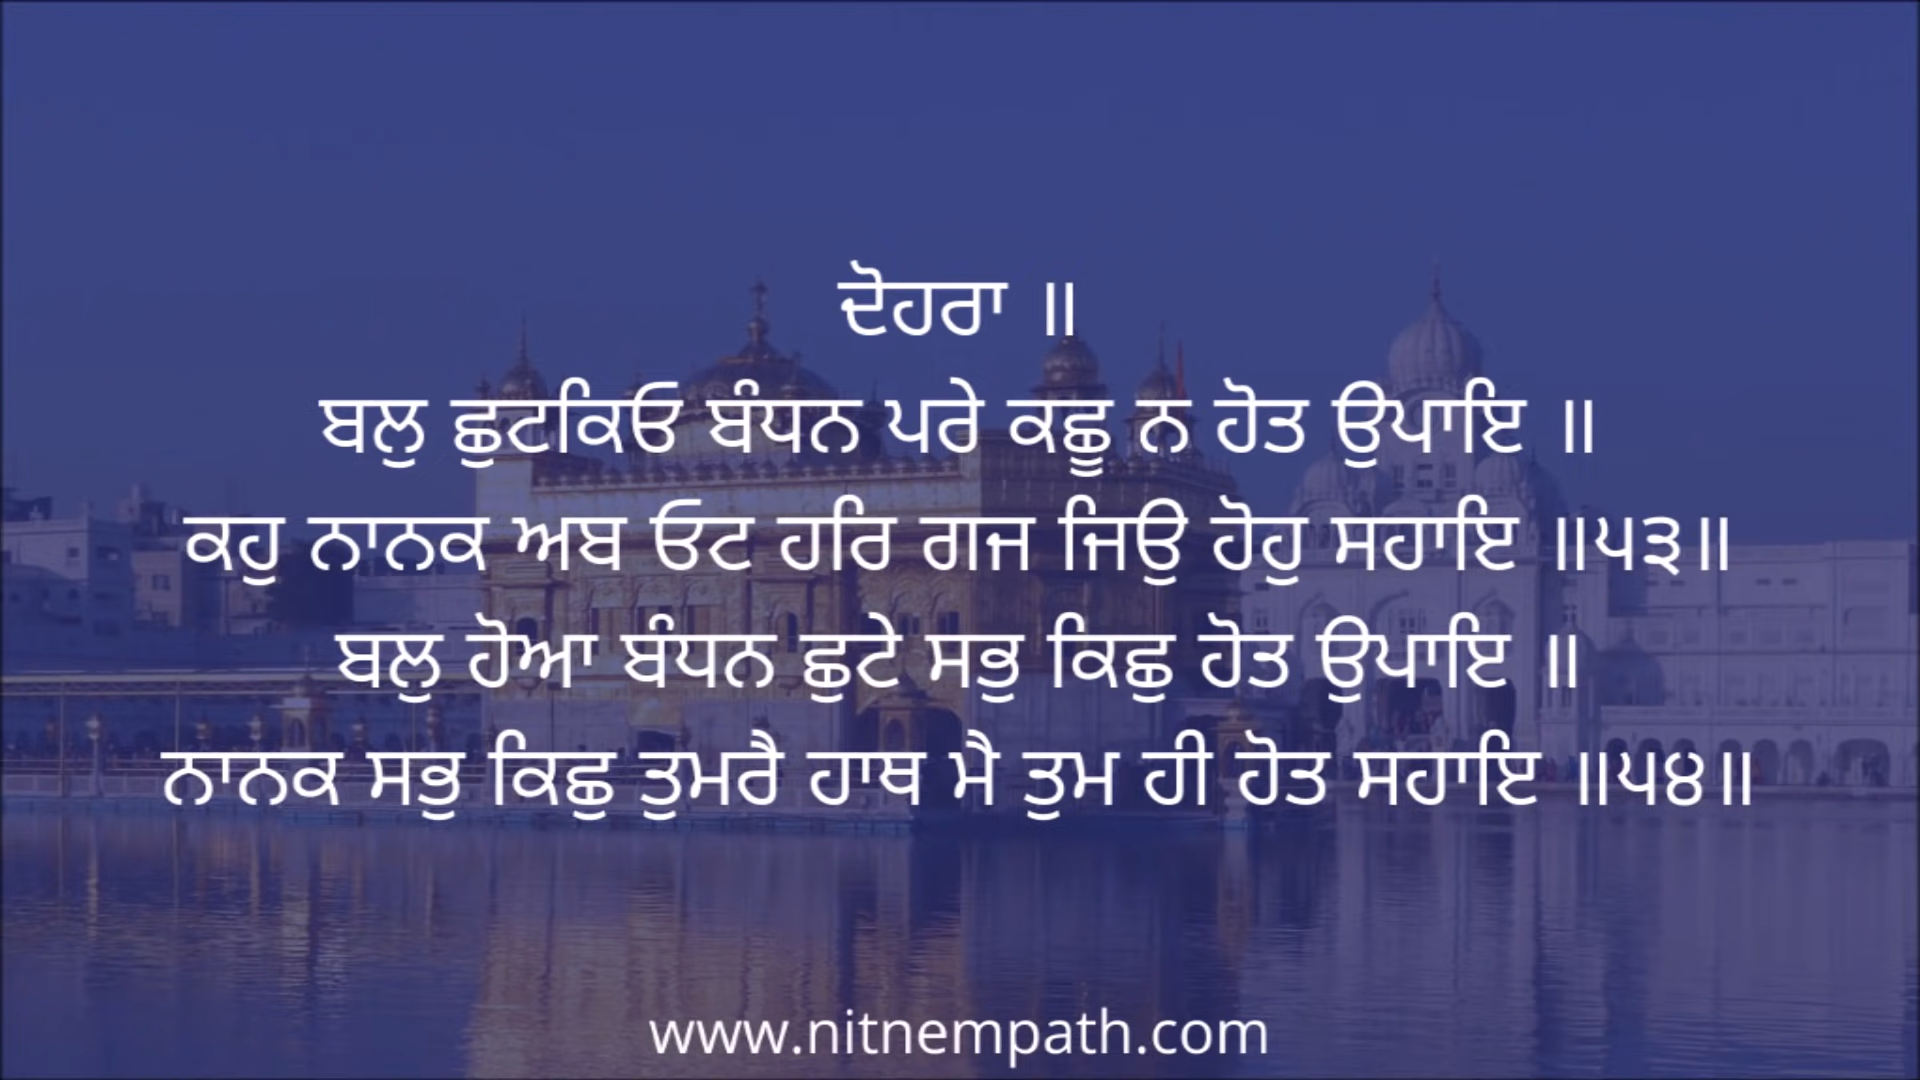 ਦੋਹਰਾ ॥
ਬਲੁ ਛੁਟਕਿਓ ਬੰਧਨ ਪਰੇ ਕਛੂ ਨ ਹੋਤ ਉਪਾਇ ॥
ਕਹੁ ਨਾਨਕ ਅਬ ਓਟ ਹਰਿ ਗਜ ਜਿਉ ਹੋਹੁ ਸਹਾਇ ॥੫੩॥
ਬਲੁ ਹੋਆ ਬੰਧਨ ਛੁਟੇ ਸਭੁ ਕਿਛੁ ਹੋਤ ਉਪਾਇ ॥
ਨਾਨਕ ਸਭੁ ਕਿਛੁ ਤੁਮਰੈ ਹਾਥ ਮੈ ਤੁਮ ਹੀ ਹੋਤ ਸਹਾਇ ॥੫੪॥
www.nitnempath.com